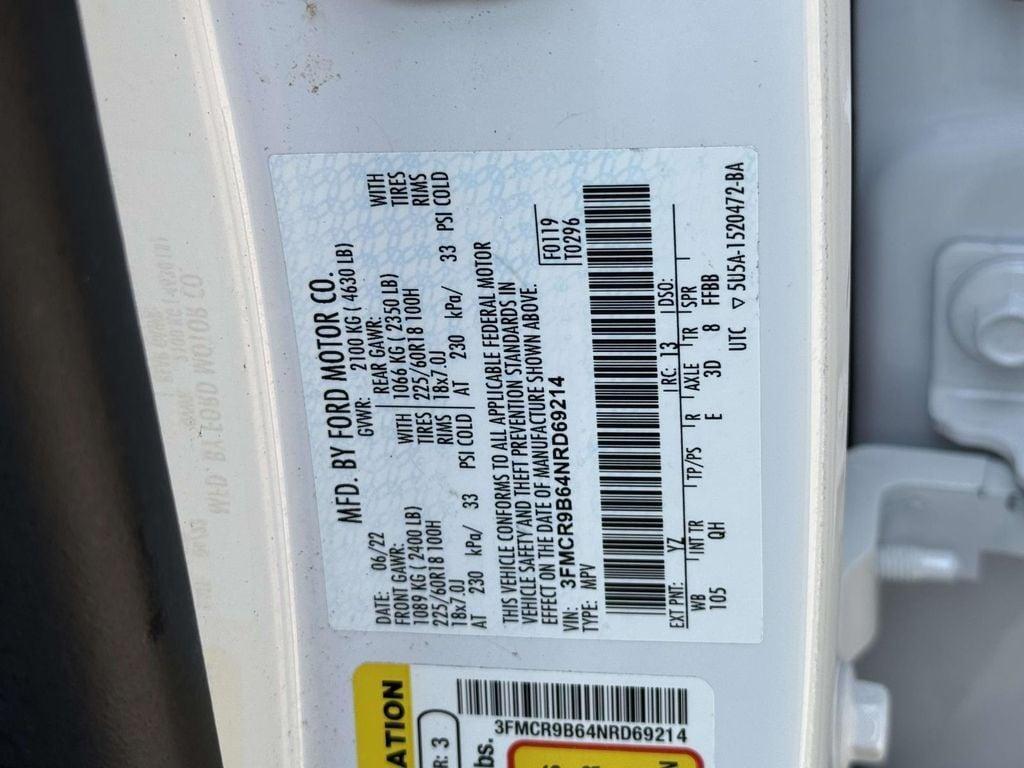 MFD. BY FORD MOTOR CO.
DATE: 06/22 GVWR: 2100 KG ( 4630 LB)
FRONT GAWR: REAR GAWR:
1089 KG ( 2400 LB) WITH 1066 KG ( 2350 LB) WITH
225/60R18 100H TIRES 225/60R18 100H TIRES
18x7.0J RIMS 18x7.0J RIMS
AT 230 kPa/ 33 PSI COLD AT 230 kPa/ 33 PSI COLD
THIS VEHICLE CONFORMS TO ALL APPLICABLE FEDERAL MOTOR
VEHICLE SAFETY AND THEFT PREVENTION STANDARDS IN
EFFECT ON THE DATE OF MANUFACTURE SHOWN ABOVE.
VIN: 3FMCR9B64NRD69214
TYPE: MPV
F0119
T0296
EXT PNT: YZ RC: 13 DSO:
WB INT TR TP/PS R AXLE TR SPR
105 QH E 3D 8 FFBB
UTC ▽ 5U5A-1520472-BA
ATION
R: 3
lbs.
3FMCR9B64NRD69214